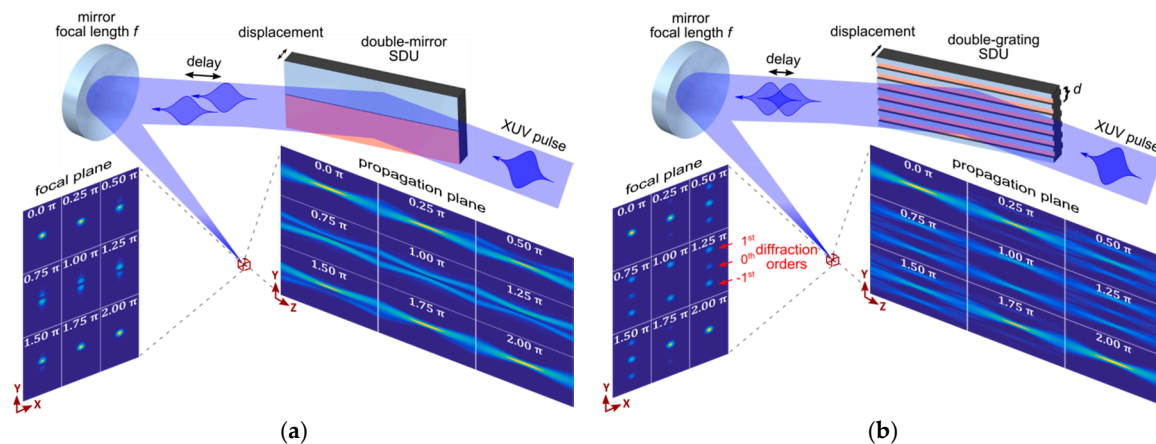 mirror
focal length f
displacement
double-mirror
SDU
delay
XUV pulse
focal plane
0.0 π 0.25 π 0.50 π
0.75 π 1.00 π 1.25 π
1.50 π 1.75 π 2.00 π
Y
X
propagation plane
0.0 π 0.25 π 0.50 π
0.75 π 1.00 π 1.25 π
1.50 π 1.75 π 2.00 π
Y
Z
(a)
mirror
focal length f
displacement
double-grating
SDU
d
delay
XUV pulse
focal plane
0.0 π 0.25 π 0.50 π
0.75 π 1.00 π 1.25 π
1.50 π 1.75 π 2.00 π
1st
0th diffraction
orders
-1st
Y
X
propagation plane
0.0 π 0.25 π 0.50 π
0.75 π 1.00 π 1.25 π
1.50 π 1.75 π 2.00 π
Y
Z
(b)